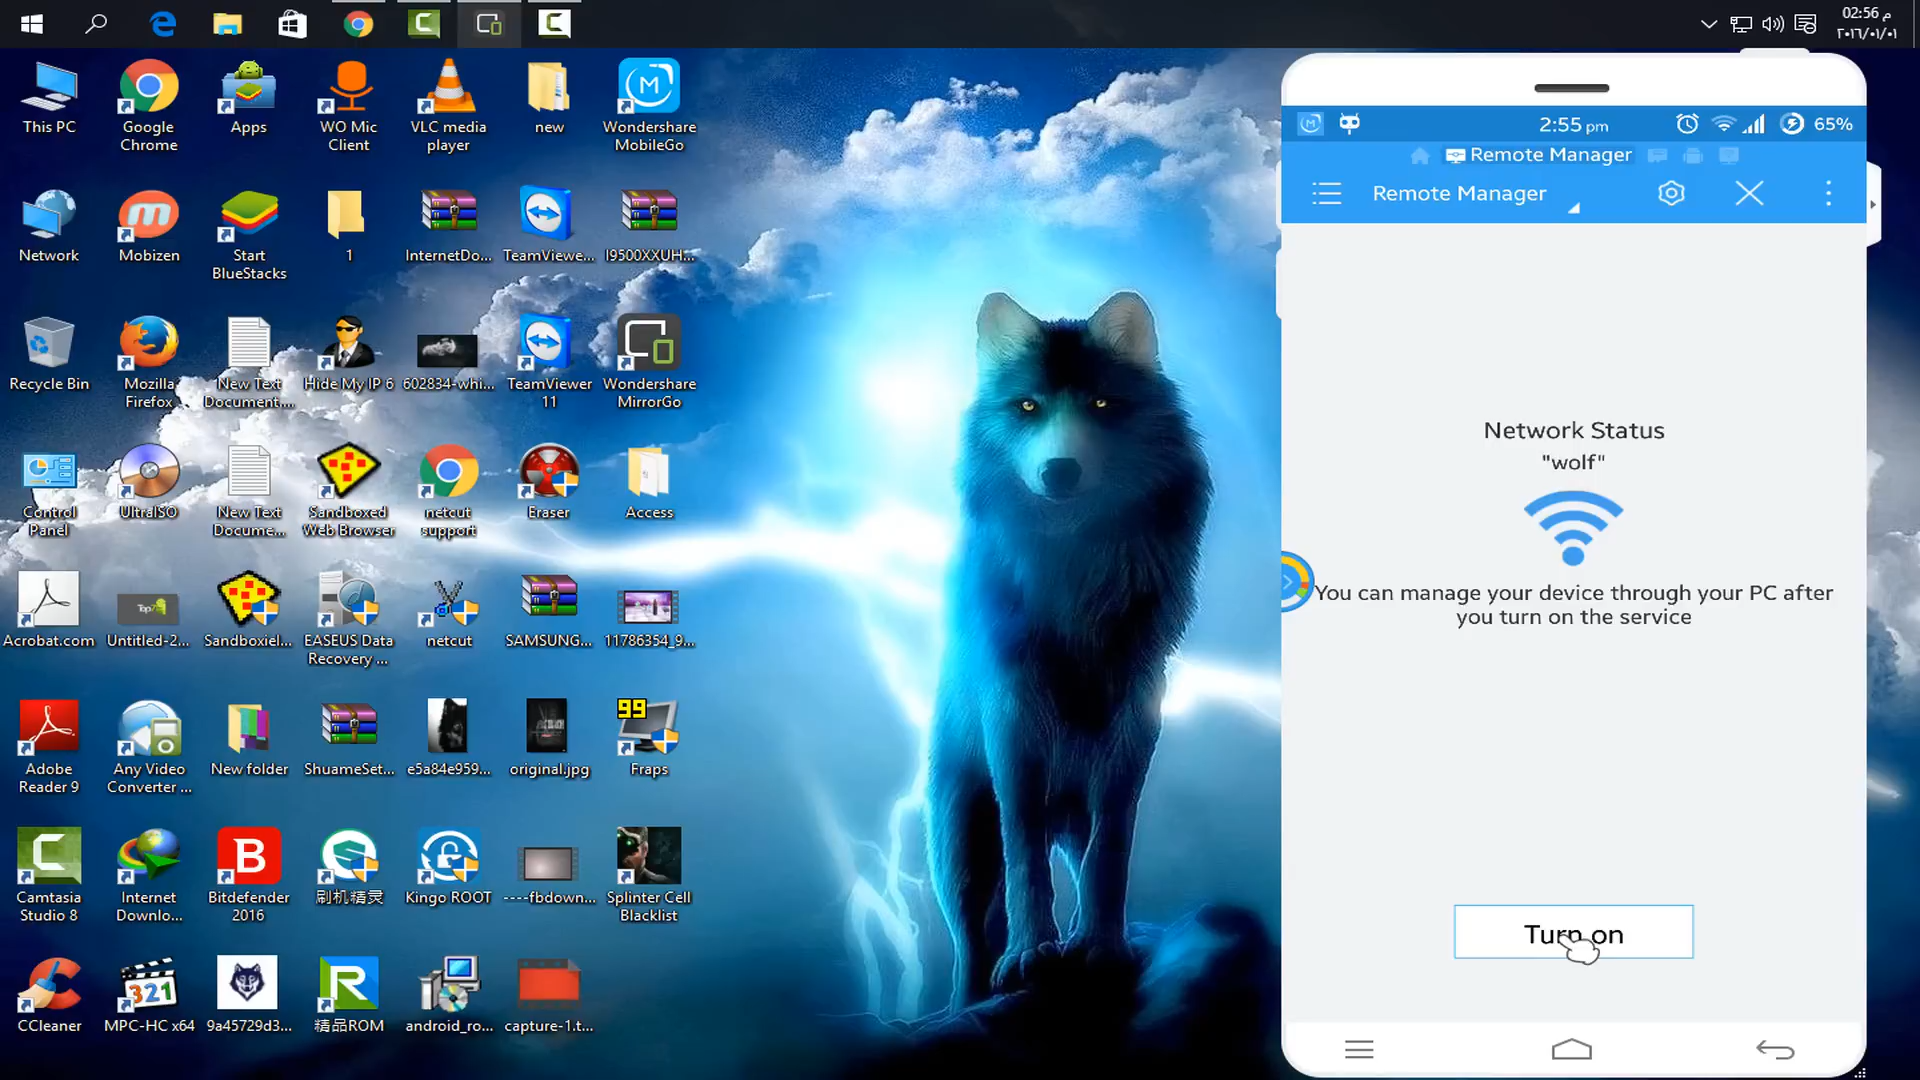 م 02:56
٢٠١٦/٠١/٠١
This PC
Google
Chrome
Apps
WO Mic
Client
VLC media
player
new
Wondershare
MobileGo
Network
Mobizen
Start
BlueStacks
1
InternetDo...
TeamViewe...
I9500XXUH...
Recycle Bin
Mozilla
Firefox
New Text
Document....
Hide My IP 6
602834-whi...
TeamViewer
11
Wondershare
MirrorGo
Control
Panel
UltraISO
New Text
Docume...
Sandboxed
Web Browser
netcut
support
Eraser
Access
Acrobat.com
Untitled-2...
Sandboxiel...
EASEUS Data
Recovery ...
netcut
SAMSUNG...
11786354_9...
Adobe
Reader 9
Any Video
Converter ...
New folder
ShuameSet...
e5a84e959...
original.jpg
99
Fraps
Camtasia
Studio 8
Internet
Downlo...
Bitdefender
2016
刷机精灵
Kingo ROOT
----fbdown...
Splinter Cell
Blacklist
CCleaner
321
MPC-HC x64
9a45729d3...
精品ROM
android_ro...
capture-1.t...
2:55 pm
65%
Remote Manager
Remote Manager
Network Status
"wolf"
You can manage your device through your PC after
you turn on the service
Turn on